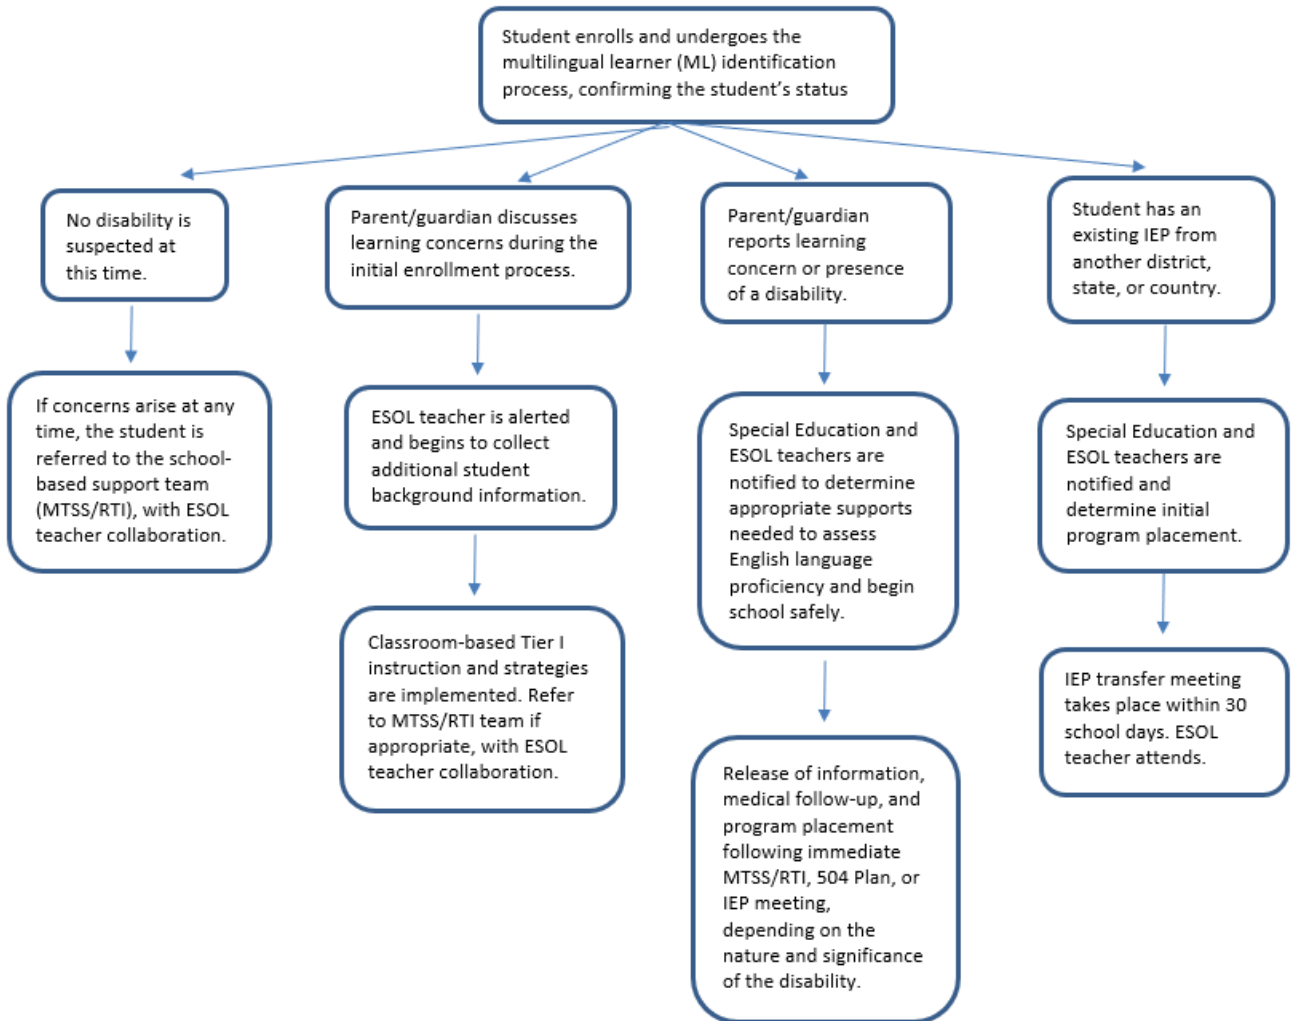 Student enrolls and undergoes the
multilingual learner (ML) identification
process, confirming the student’s status
No disability is
suspected at
this time.
Parent/guardian discusses
learning concerns during the
initial enrollment process.
Parent/guardian
reports learning
concern or presence
of a disability.
Student has an
existing IEP from
another district,
state, or country.
If concerns arise at any
time, the student is
referred to the school-
based support team
(MTSS/RTI), with ESOL
teacher collaboration.
ESOL teacher is alerted
and begins to collect
additional student
background information.
Special Education and
ESOL teachers are
notified to determine
appropriate supports
needed to assess
English language
proficiency and begin
school safely.
Special Education and
ESOL teachers are
notified and
determine initial
program placement.
Classroom-based Tier I
instruction and strategies
are implemented. Refer
to MTSS/RTI team if
appropriate, with ESOL
teacher collaboration.
Release of information,
medical follow-up, and
program placement
following immediate
MTSS/RTI, 504 Plan, or
IEP meeting,
depending on the
nature and significance
of the disability.
IEP transfer meeting
takes place within 30
school days. ESOL
teacher attends.